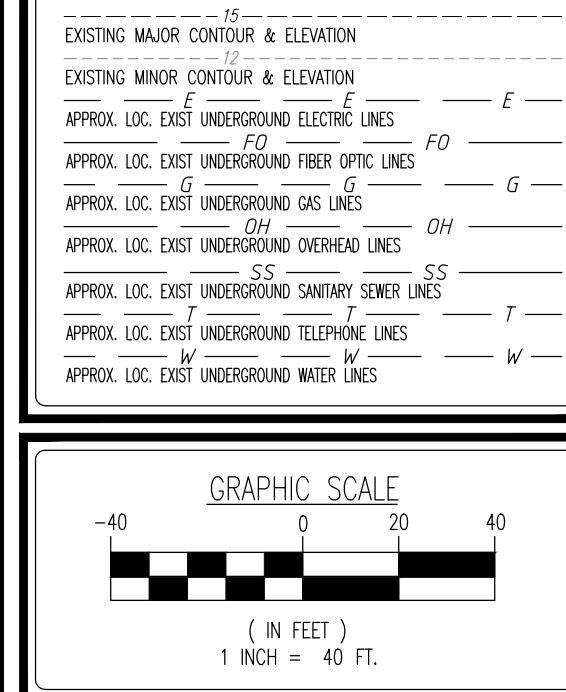 15
EXISTING MAJOR CONTOUR & ELEVATION
12
EXISTING MINOR CONTOUR & ELEVATION
E E E
APPROX. LOC. EXIST UNDERGROUND ELECTRIC LINES
FO FO
APPROX. LOC. EXIST UNDERGROUND FIBER OPTIC LINES
G G G
APPROX. LOC. EXIST UNDERGROUND GAS LINES
OH OH
APPROX. LOC. EXIST UNDERGROUND OVERHEAD LINES
SS SS
APPROX. LOC. EXIST UNDERGROUND SANITARY SEWER LINES
T T T
APPROX. LOC. EXIST UNDERGROUND TELEPHONE LINES
W W W
APPROX. LOC. EXIST UNDERGROUND WATER LINES
GRAPHIC SCALE
-40 0 20 40
( IN FEET )
1 INCH = 40 FT.